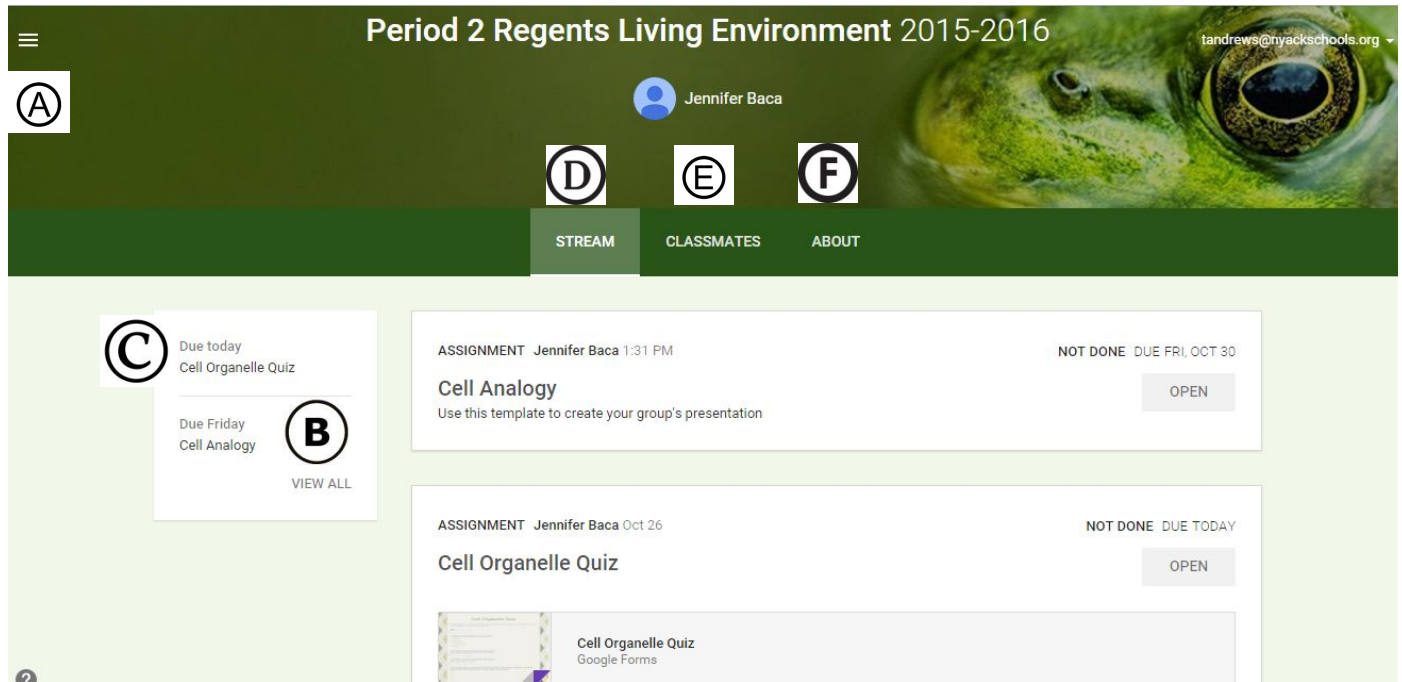 Period 2 Regents Living Environment 2015-2016
tandrews@nyackschools.org
A
Jennifer Baca
D E F
STREAM CLASSMATES ABOUT
C
Due today
Cell Organelle Quiz
Due Friday
Cell Analogy
B
VIEW ALL
ASSIGNMENT Jennifer Baca 1:31 PM NOT DONE DUE FRI, OCT 30
Cell Analogy OPEN
Use this template to create your group's presentation
ASSIGNMENT Jennifer Baca Oct 26 NOT DONE DUE TODAY
Cell Organelle Quiz OPEN
Cell Organelle Quiz
Google Forms
?